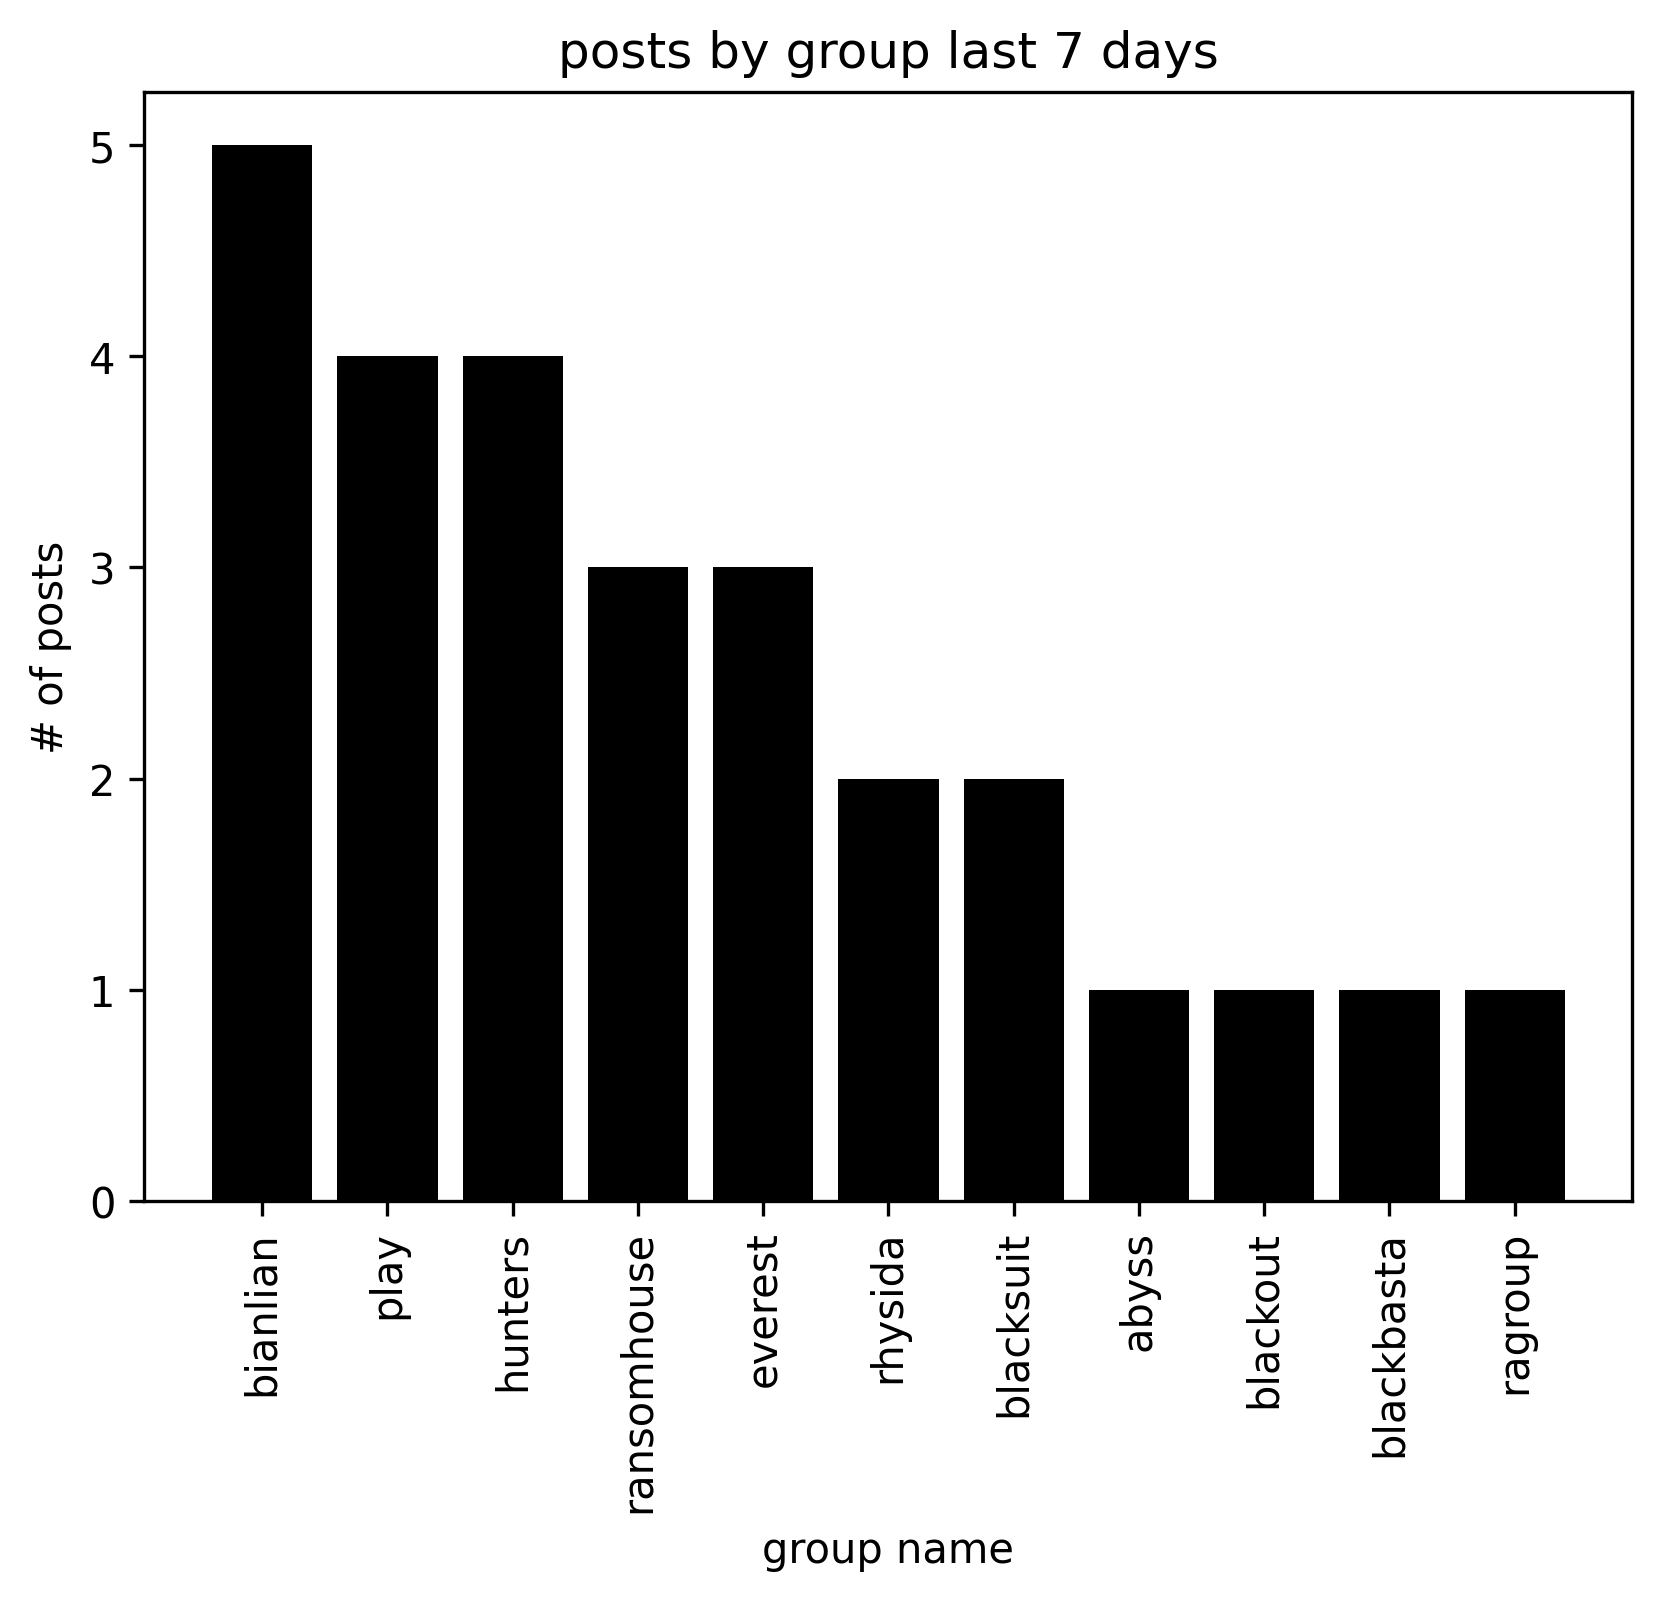 posts by group last 7 days
5
4
3
2
1
0
# of posts
bianlian
play
hunters
ransomhouse
everest
rhysida
blacksuit
abyss
blackout
blackbasta
ragroup
group name